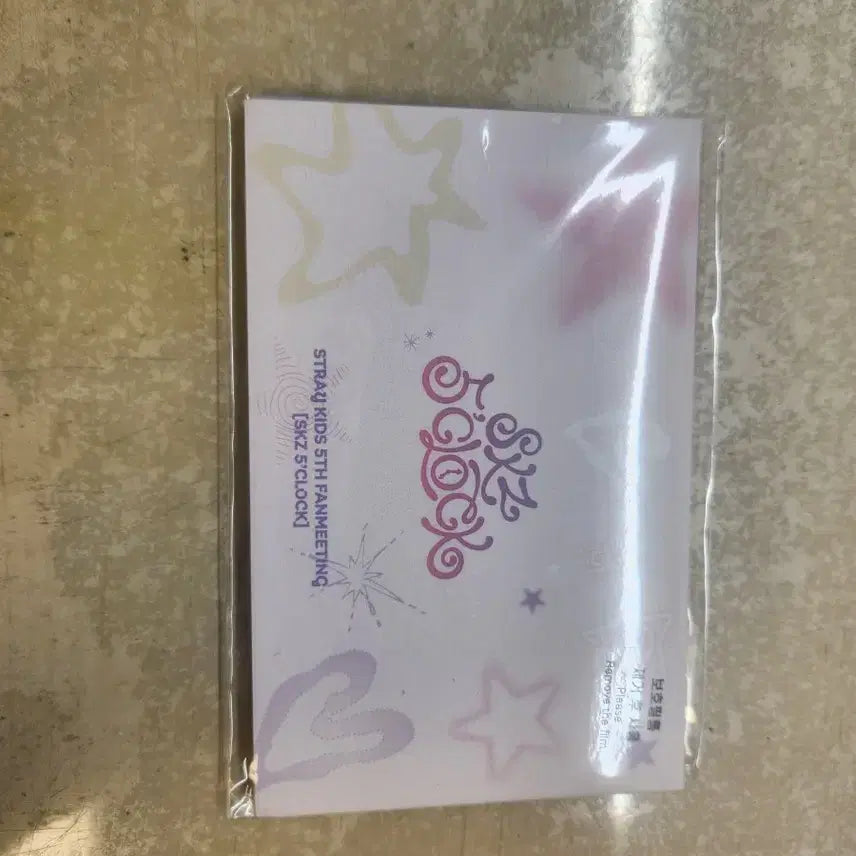 SKZ
5'CLOCK
STRAY KIDS 5TH FANMEETING
[SKZ 5'CLOCK]
보호필름
제거 후 사용
Please
Remove the film